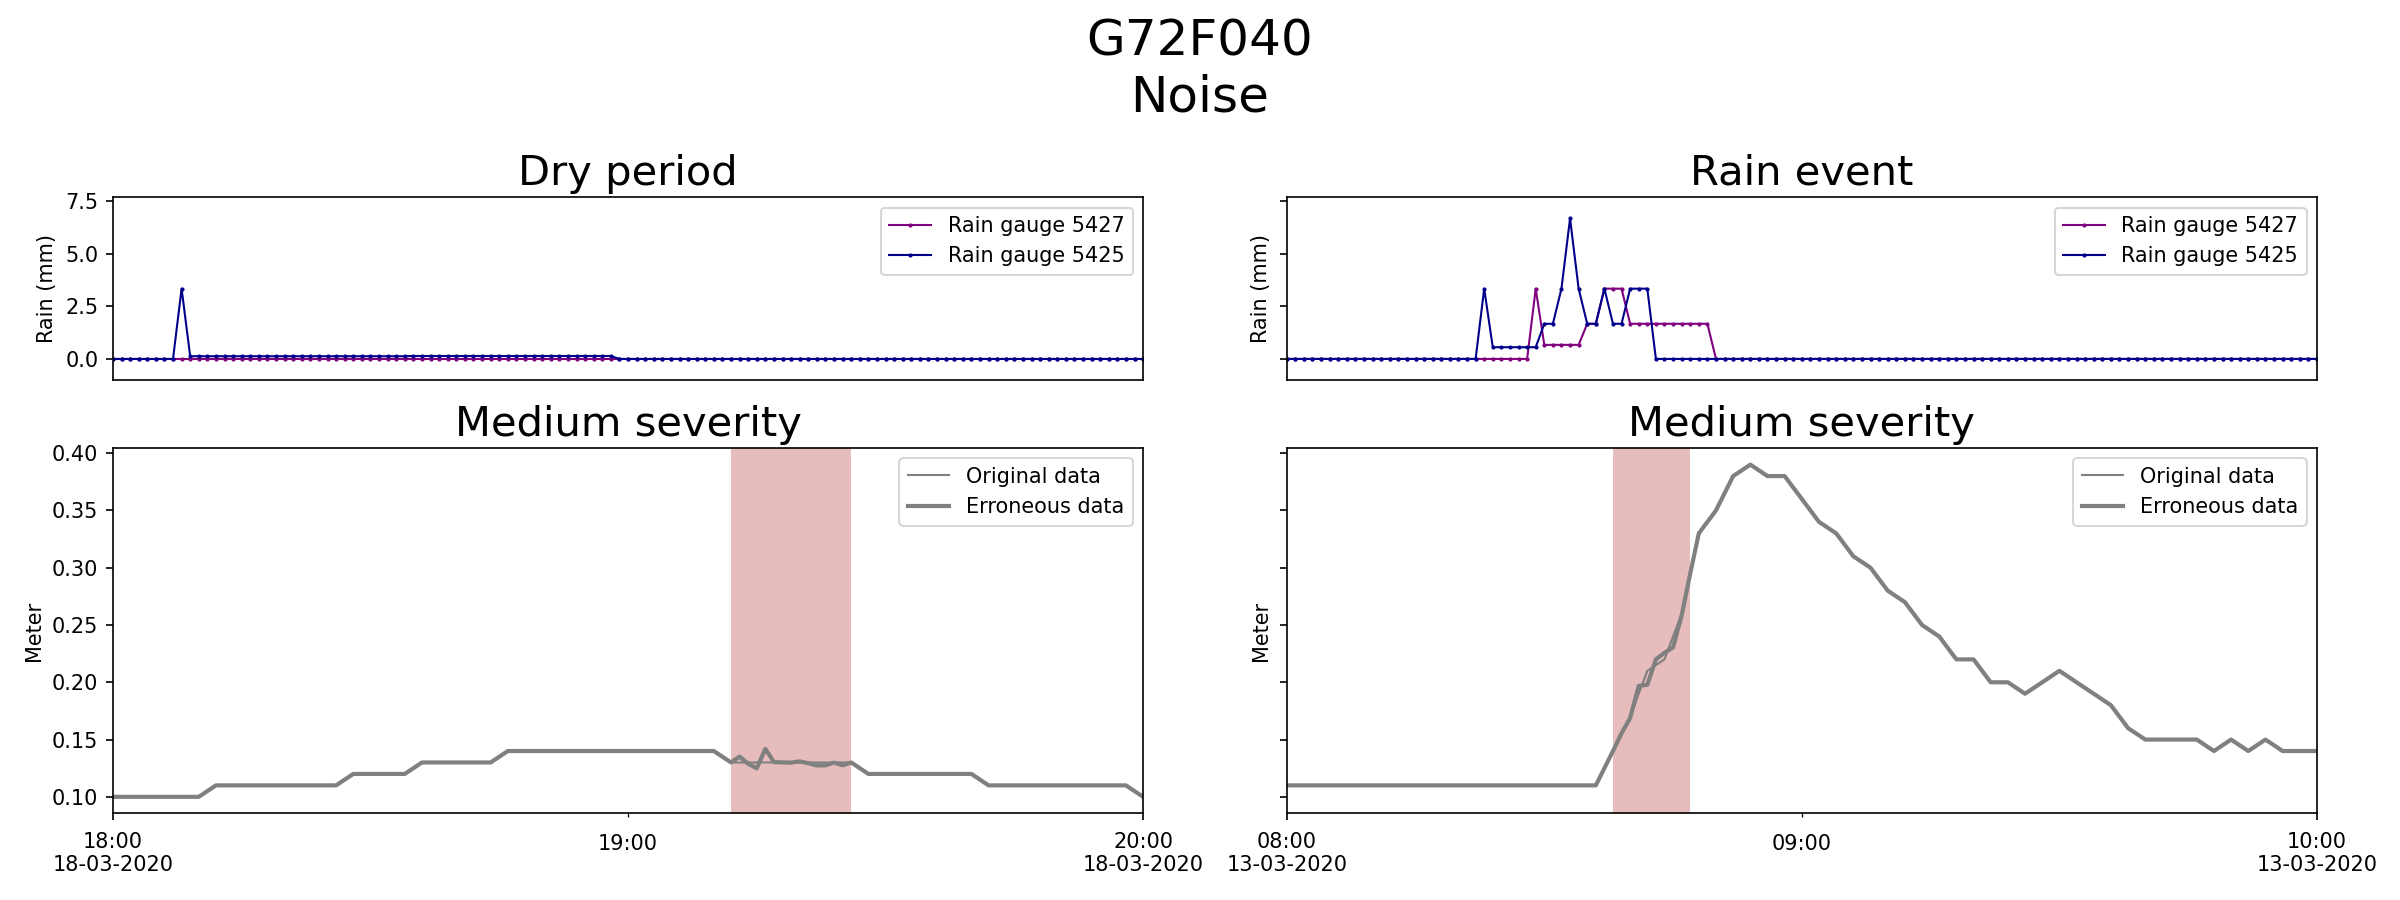 G72F040
Noise
Dry period
7.5
5.0
2.5
0.0
Rain (mm)
Rain gauge 5427
Rain gauge 5425
Rain event
Rain (mm)
Rain gauge 5427
Rain gauge 5425
Medium severity
0.40
0.35
0.30
0.25
0.20
0.15
0.10
Meter
Original data
Erroneous data
18:00
18-03-2020
19:00
20:00
18-03-2020
Medium severity
Meter
Original data
Erroneous data
08:00
13-03-2020
09:00
10:00
13-03-2020